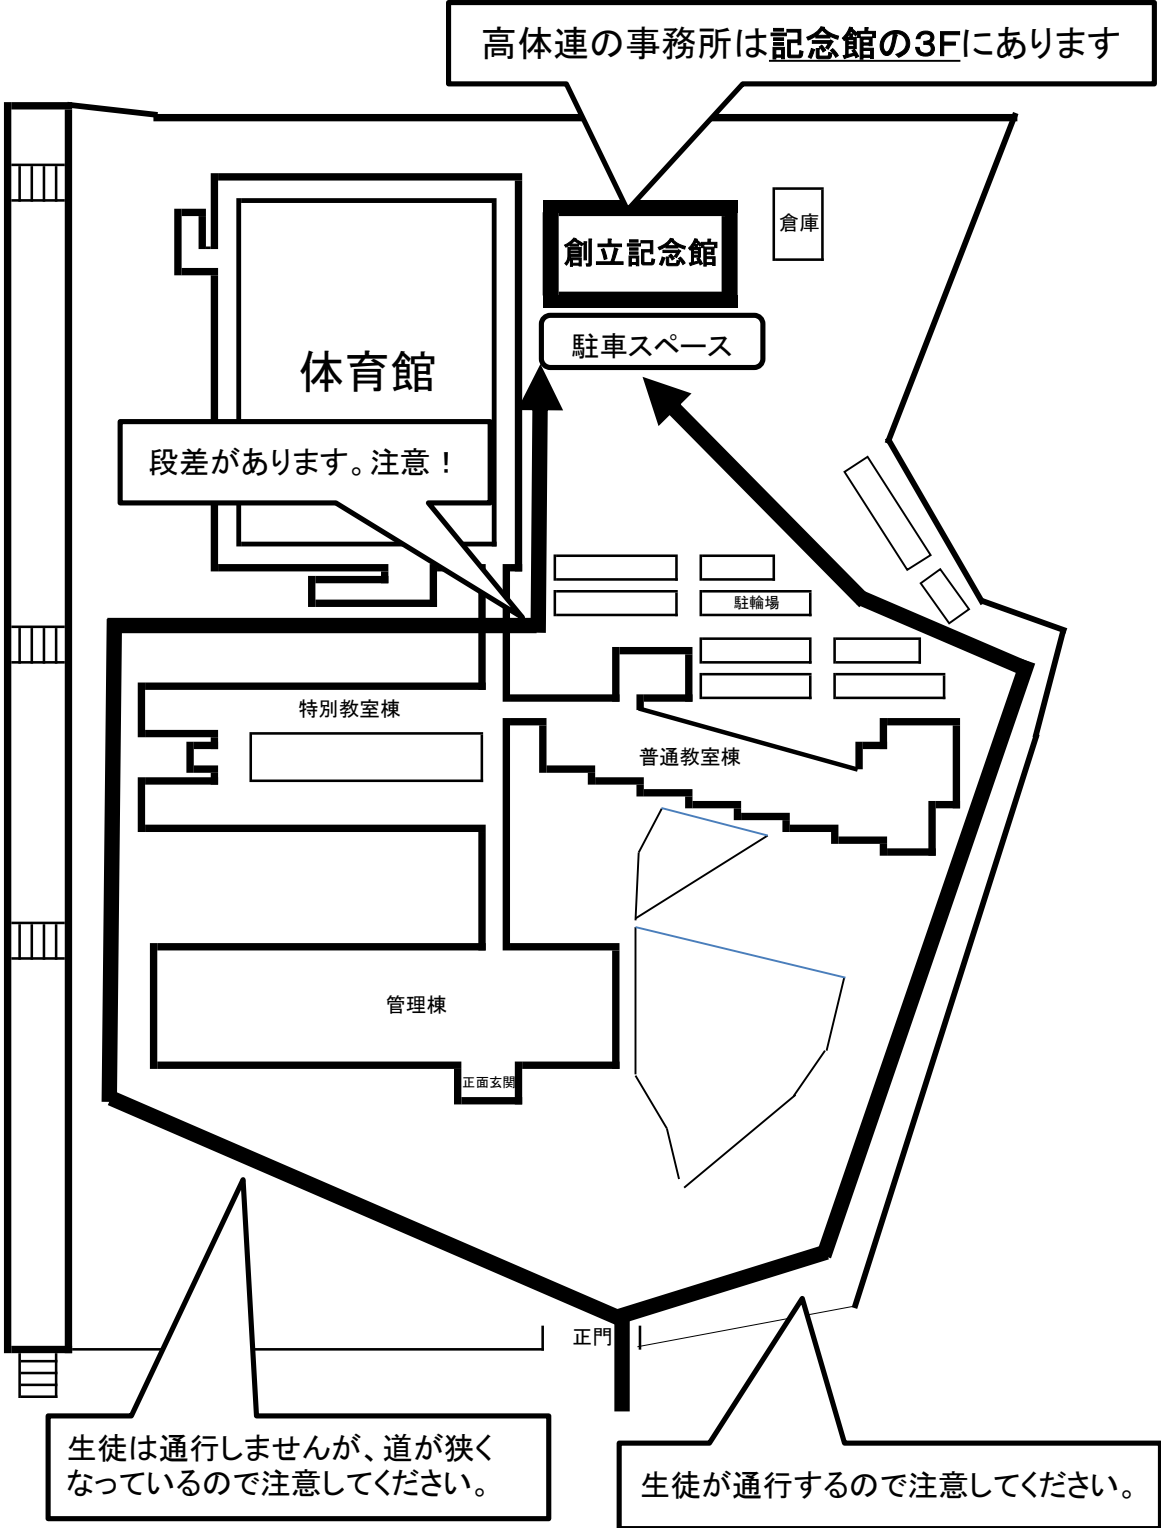 高体連の事務所は記念館の3Fにあります
倉庫
創立記念館
駐車スペース
体育館
段差があります。注意！
駐輪場
特別教室棟
普通教室棟
管理棟
正面玄関
正門
生徒は通行しませんが、道が狭く
なっているので注意してください。
生徒が通行するので注意してください。